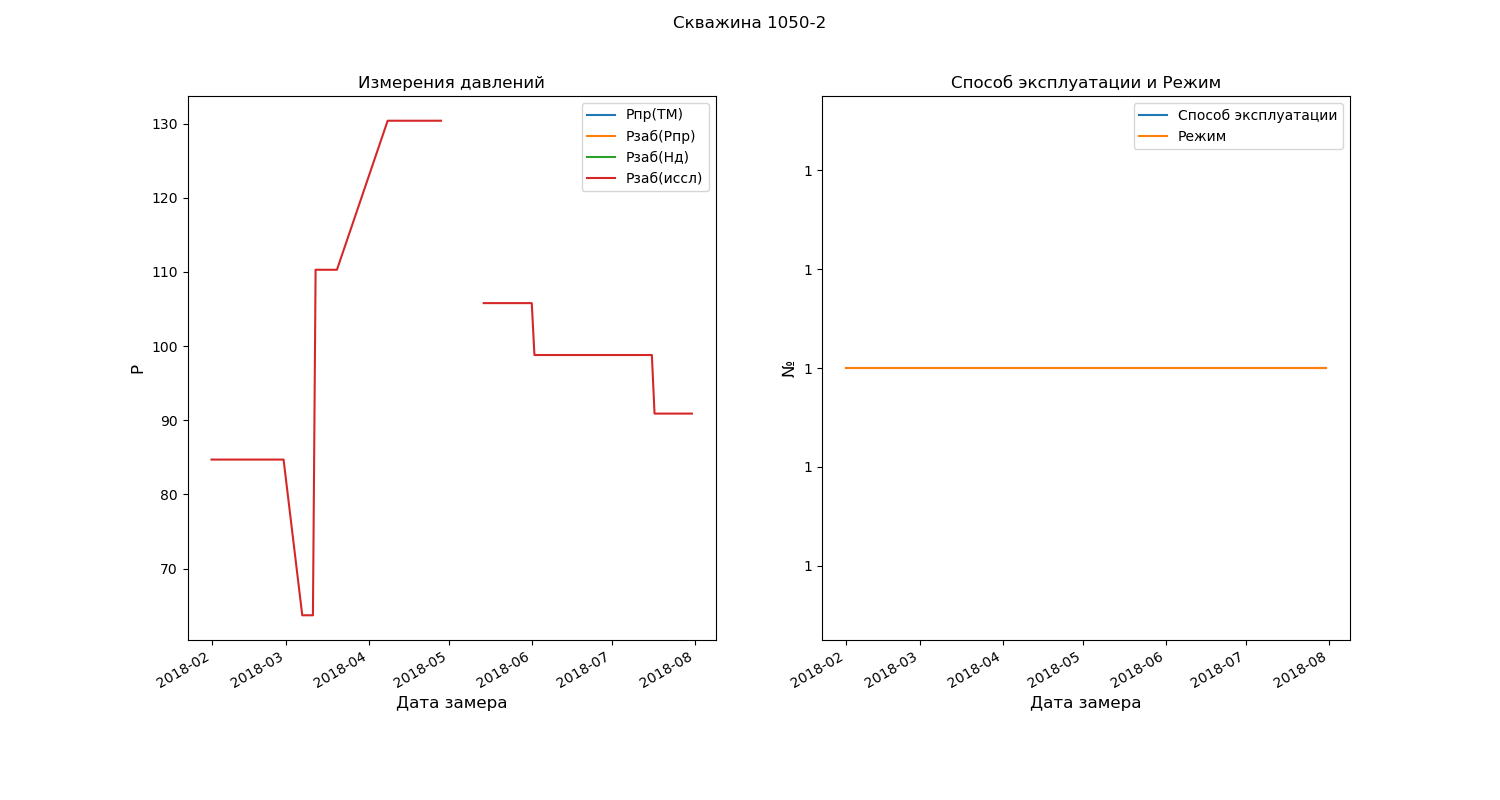 Скважина 1050-2
Измерения давлений
130
120
110
100
90
80
70
P
Рпр(ТМ)
Рзаб(Рпр)
Рзаб(Нд)
Рзаб(иссл)
2018-02
2018-03
2018-04
2018-05
2018-06
2018-07
2018-08
Дата замера
Способ эксплуатации и Режим
1
1
1
1
1
№
Способ эксплуатации
Режим
2018-02
2018-03
2018-04
2018-05
2018-06
2018-07
2018-08
Дата замера